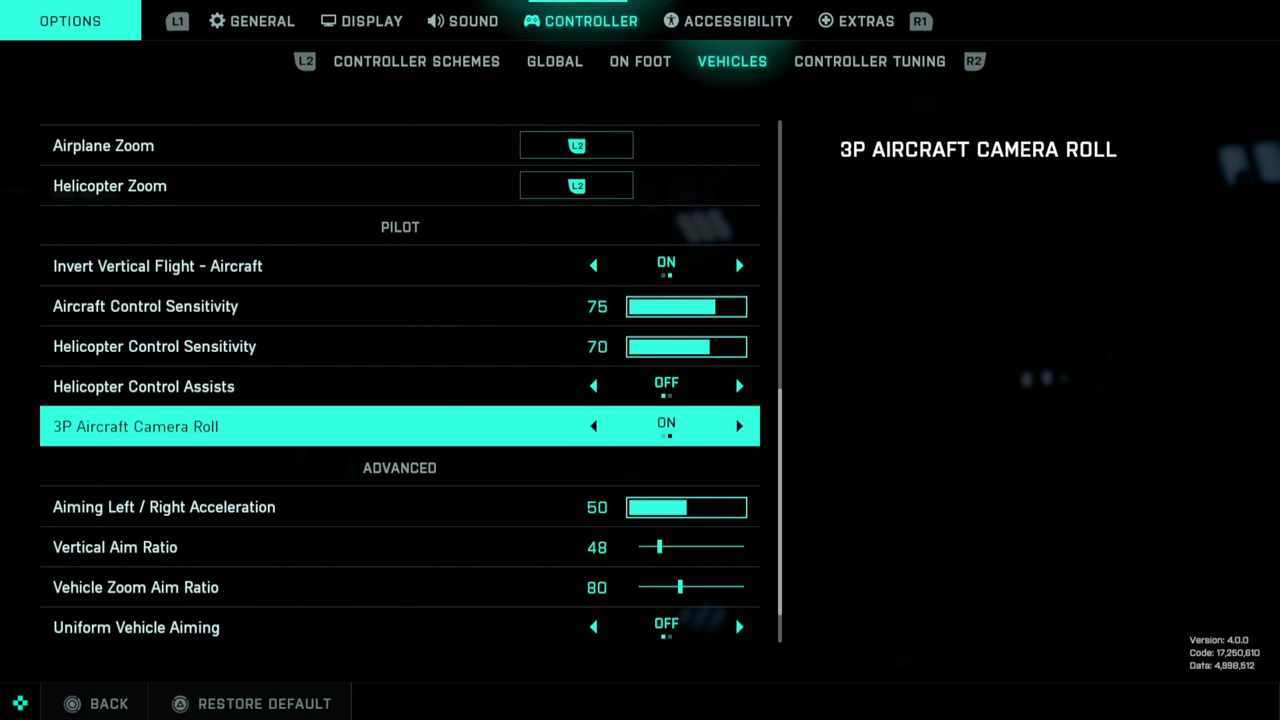 OPTIONS L1 GENERAL DISPLAY SOUND CONTROLLER ACCESSIBILITY EXTRAS R1
L2 CONTROLLER SCHEMES GLOBAL ON FOOT VEHICLES CONTROLLER TUNING R2
3P AIRCRAFT CAMERA ROLL
Airplane Zoom L2
Helicopter Zoom L2
PILOT
Invert Vertical Flight - Aircraft ON
Aircraft Control Sensitivity 75
Helicopter Control Sensitivity 70
Helicopter Control Assists OFF
3P Aircraft Camera Roll ON
ADVANCED
Aiming Left / Right Acceleration 50
Vertical Aim Ratio 48
Vehicle Zoom Aim Ratio 80
Uniform Vehicle Aiming OFF
Version: 4.0.0
Code: 17,250,610
Data: 4,998,512
BACK RESTORE DEFAULT